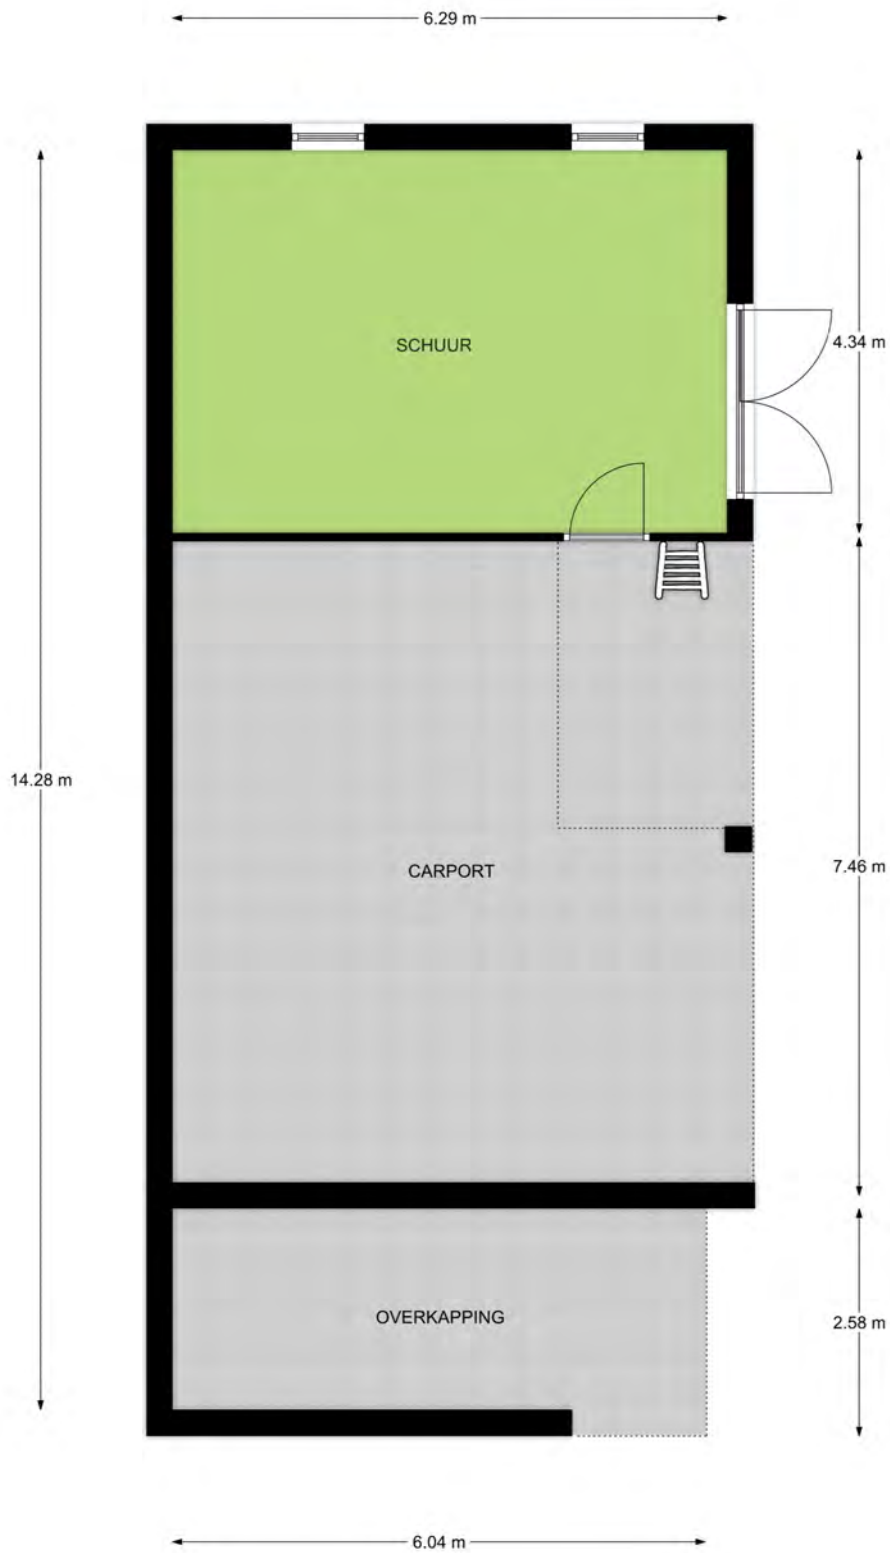 6.29 m
SCHUUR
4.34 m
14.28 m
CARPORT
7.46 m
OVERKAPPING
2.58 m
6.04 m